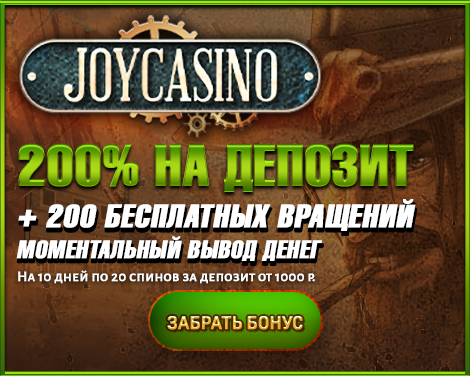 JOYCASINO
200% НА ДЕПОЗИТ
+ 200 БЕСПЛАТНЫХ ВРАЩЕНИЙ
МОМЕНТАЛЬНЫЙ ВЫВОД ДЕНЕГ
НА 10 ДНЕЙ ПО 20 СПИНОВ ЗА ДЕПОЗИТ ОТ 1000 Р.
ЗАБРАТЬ БОНУС